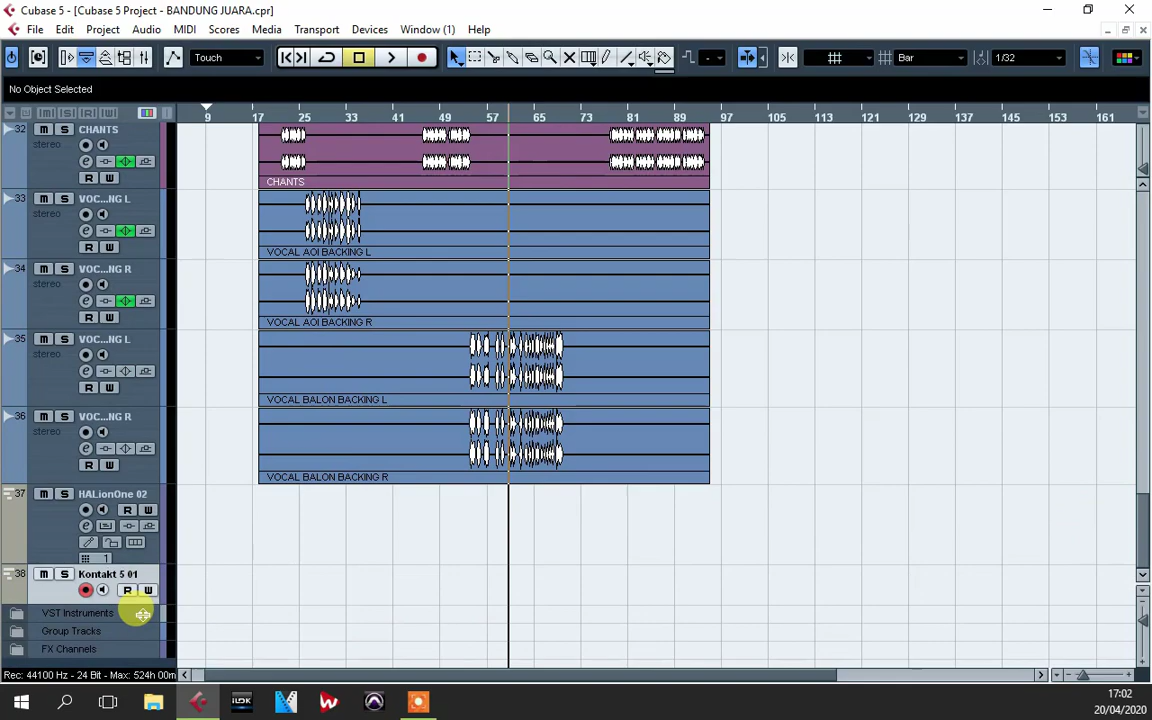 Cubase 5 - [Cubase 5 Project - BANDUNG JUARA.cpr]
File Edit Project Audio MIDI Scores Media Transport Devices Window (1) Help
Touch Bar 1/32
No Object Selected
9 17 25 33 41 49 57 65 73 81 89 97 105 113 121 129 137 145 153 161
32 m S CHANTS
stereo
e
R W
CHANTS
33 m S VOC...NG L
stereo
e
R W
VOCAL AOI BACKING L
34 m S VOC...NG R
stereo
e
R W
VOCAL AOI BACKING R
35 m S VOC...NG L
stereo
e
R W
VOCAL BALON BACKING L
36 m S VOC...NG R
stereo
e
R W
VOCAL BALON BACKING R
37 m S HALionOne 02
R W
e
1
38 m S Kontakt 5 01
R W
VST Instruments
Group Tracks
FX Channels
Rec: 44100 Hz - 24 Bit - Max: 524h 00m
iLOK
17:02
20/04/2020